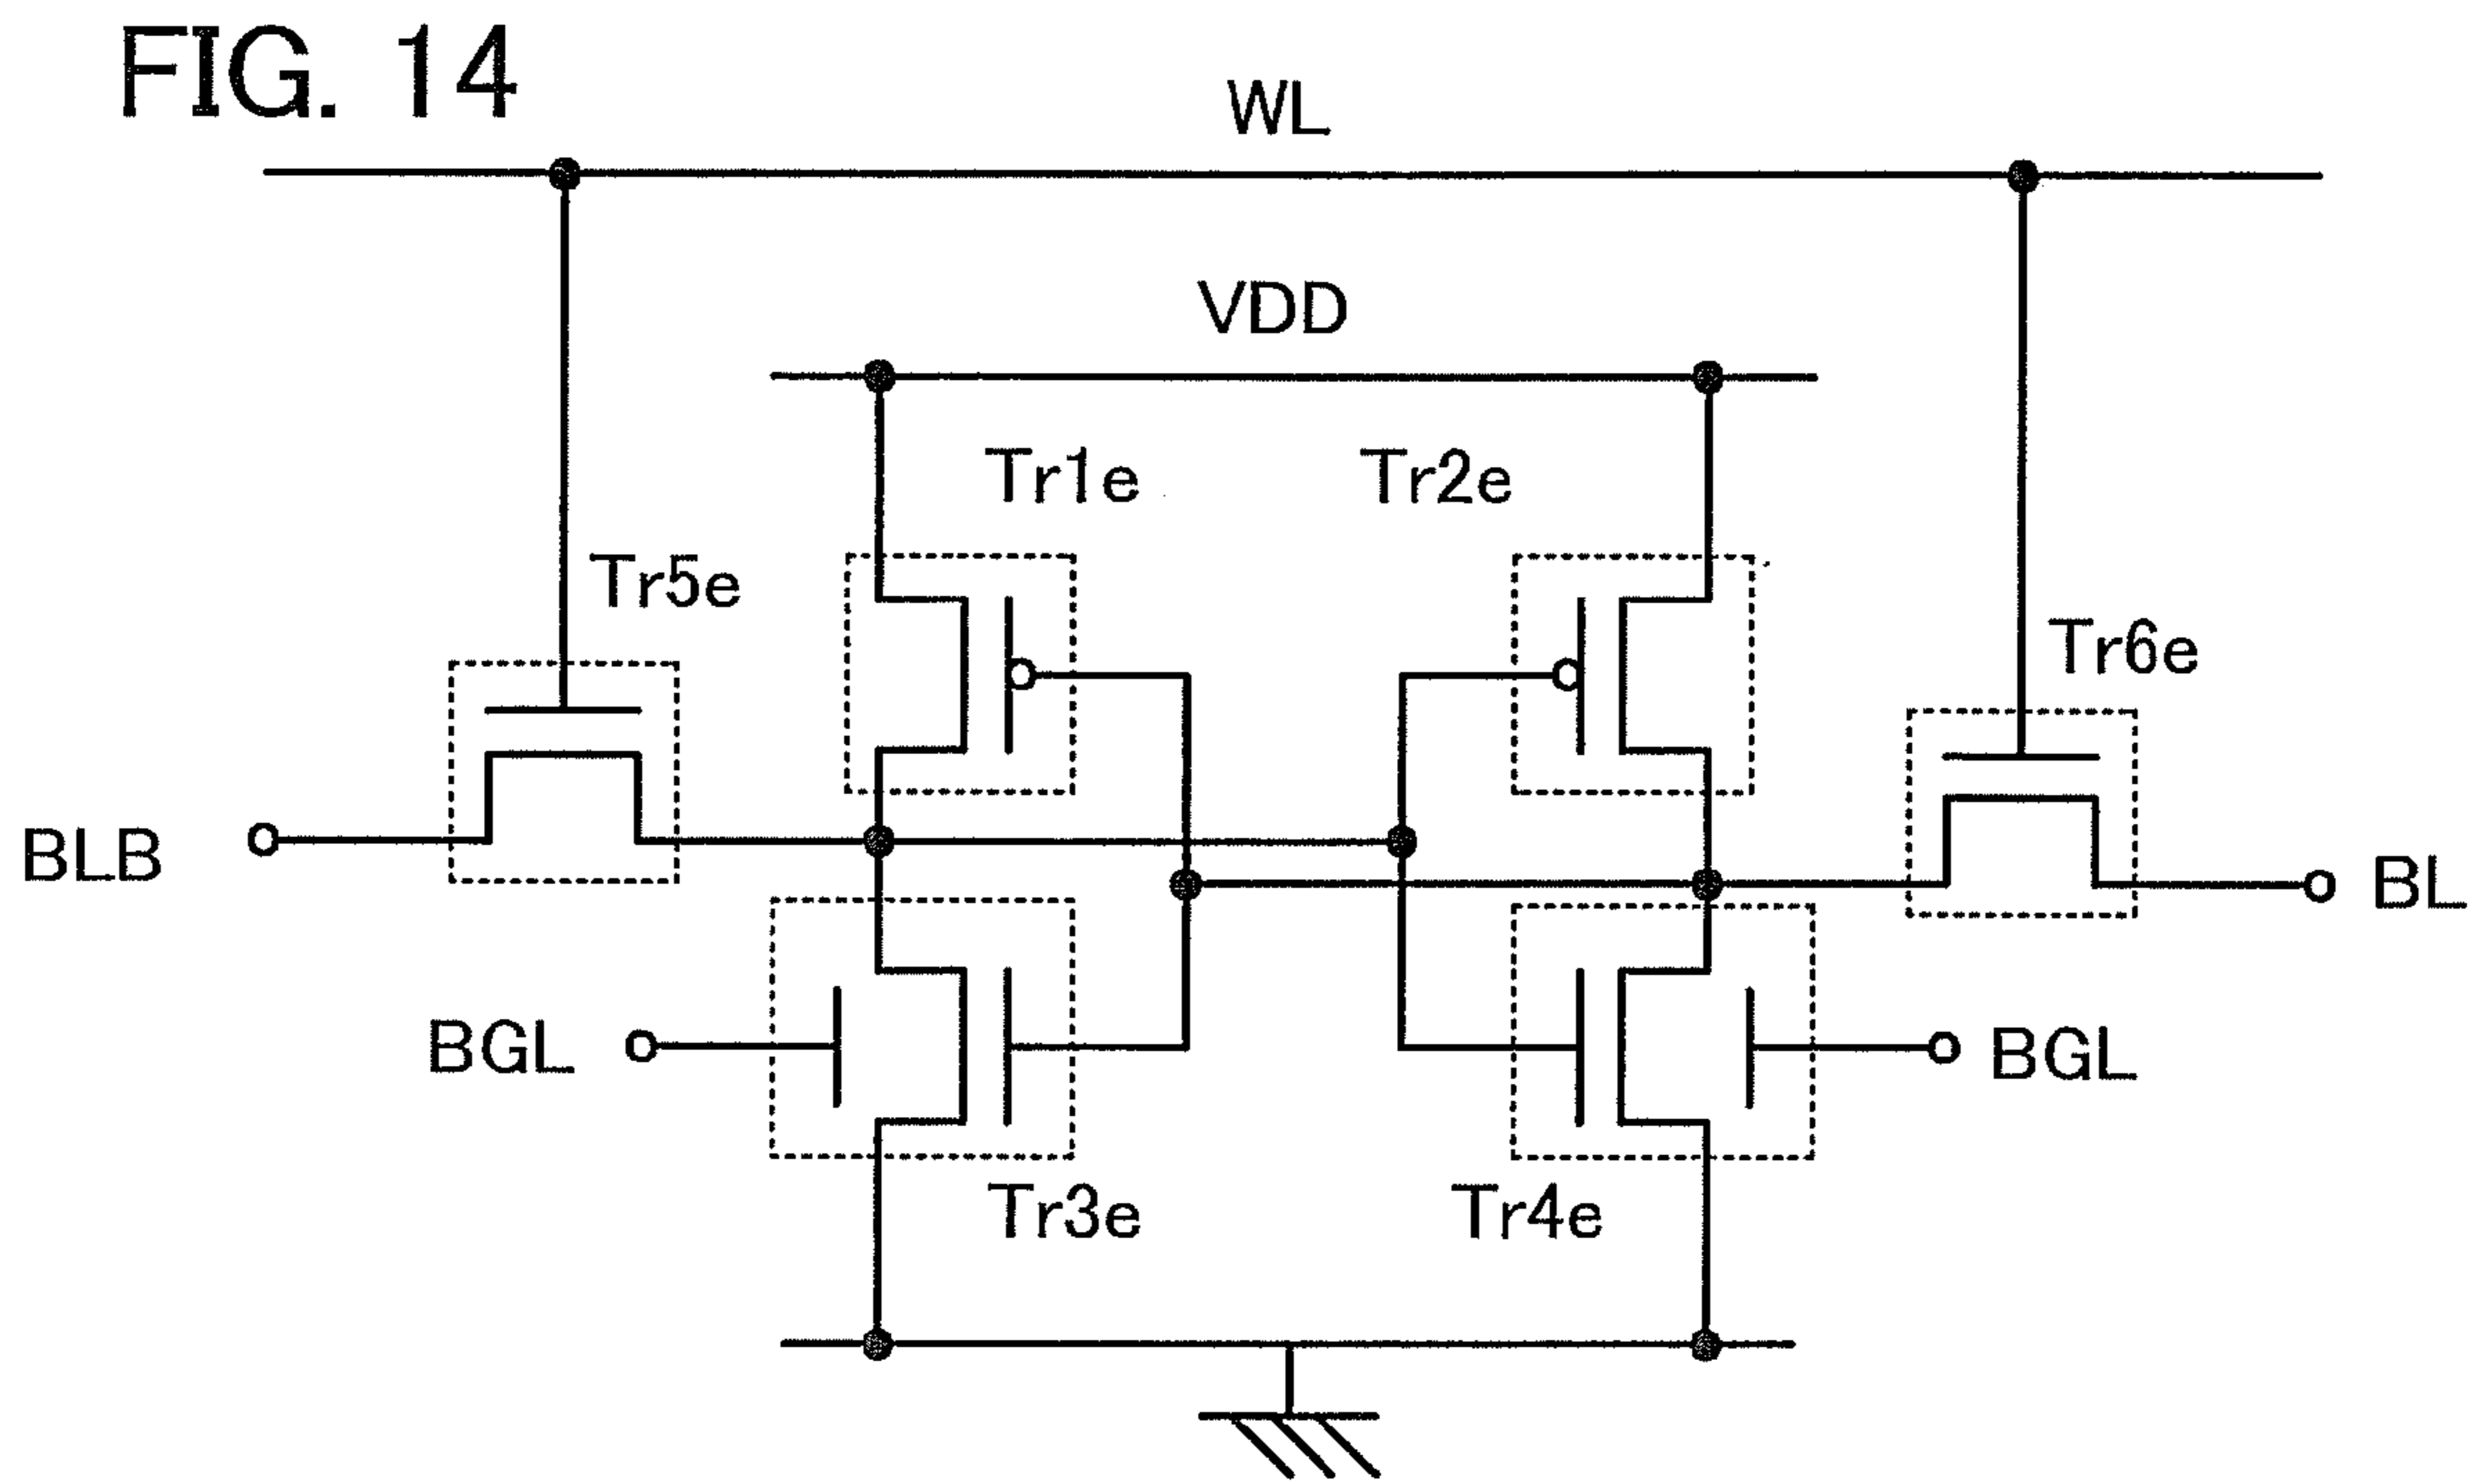 FIG. 14
WL
VDD
Tr1e
Tr2e
Tr5e
Tr6e
BLB
BL
BGL
BGL
Tr3e
Tr4e